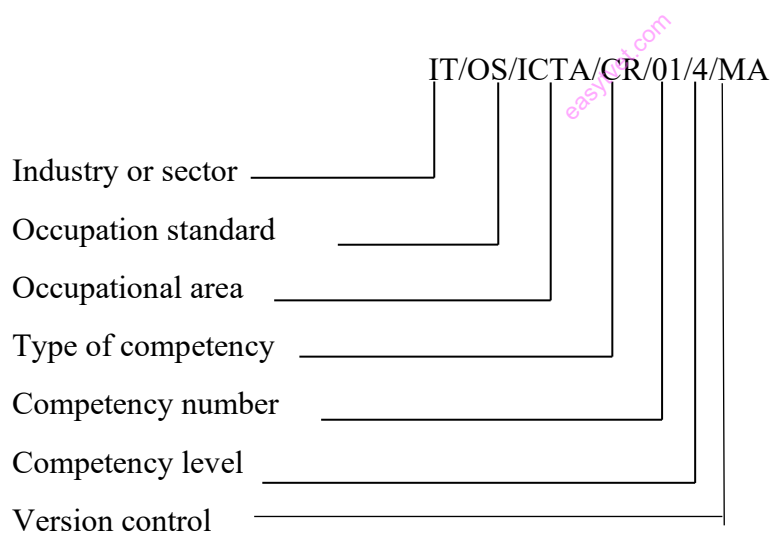 easytvet.com
IT/OS/ICTA/CR/01/4/MA
Industry or sector
Occupation standard
Occupational area
Type of competency
Competency number
Competency level
Version control